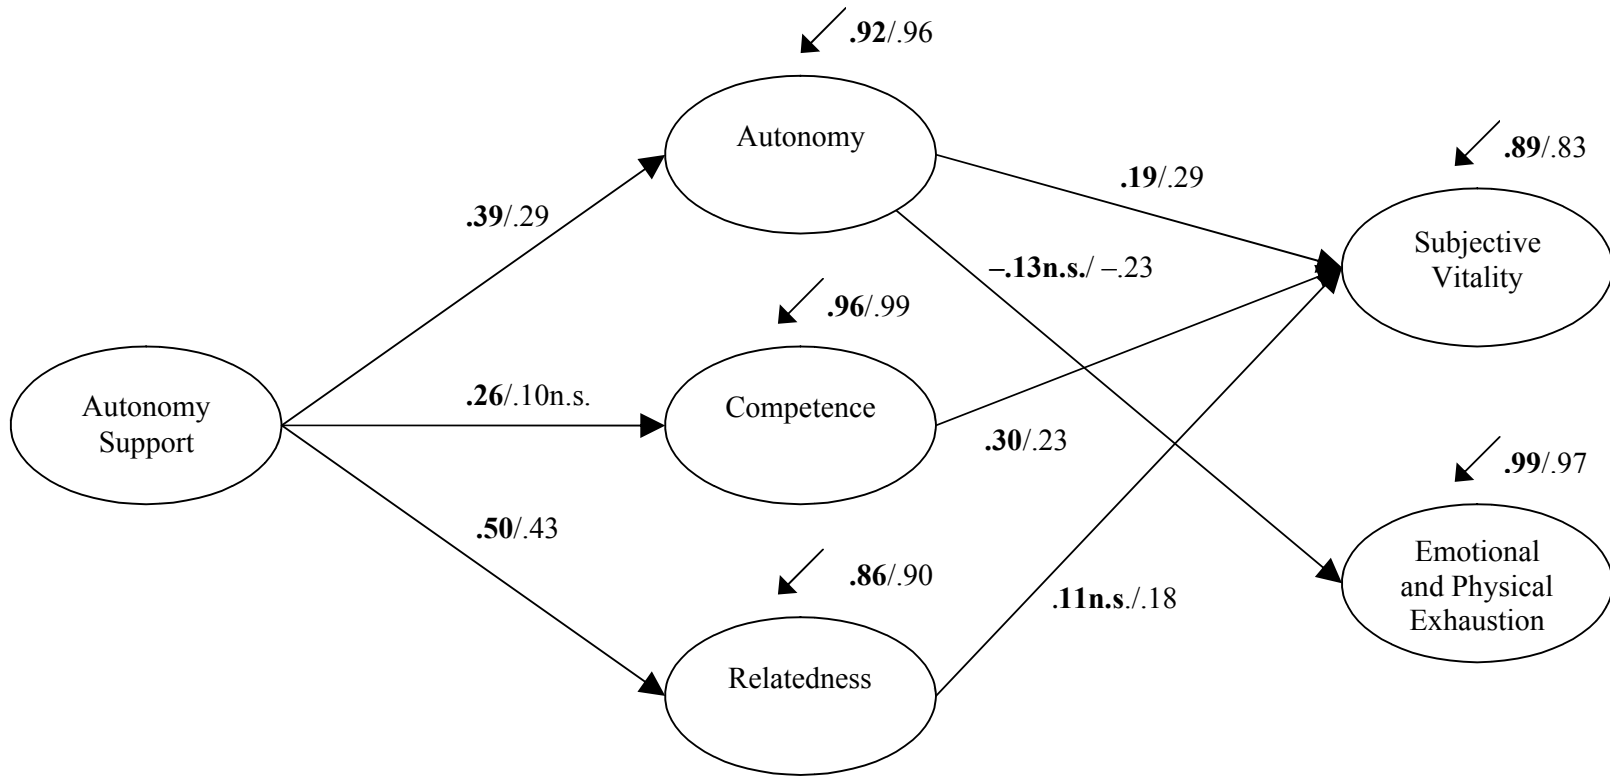 .92/.96
Autonomy
.89/.83
.19/.29
.39/.29
Subjective
Vitality
–.13n.s./ –.23
.96/.99
Autonomy
Support
.26/.10n.s.
Competence
.30/.23
.99/.97
.50/.43
.86/.90
Emotional
and Physical
Exhaustion
.11n.s./.18
Relatedness